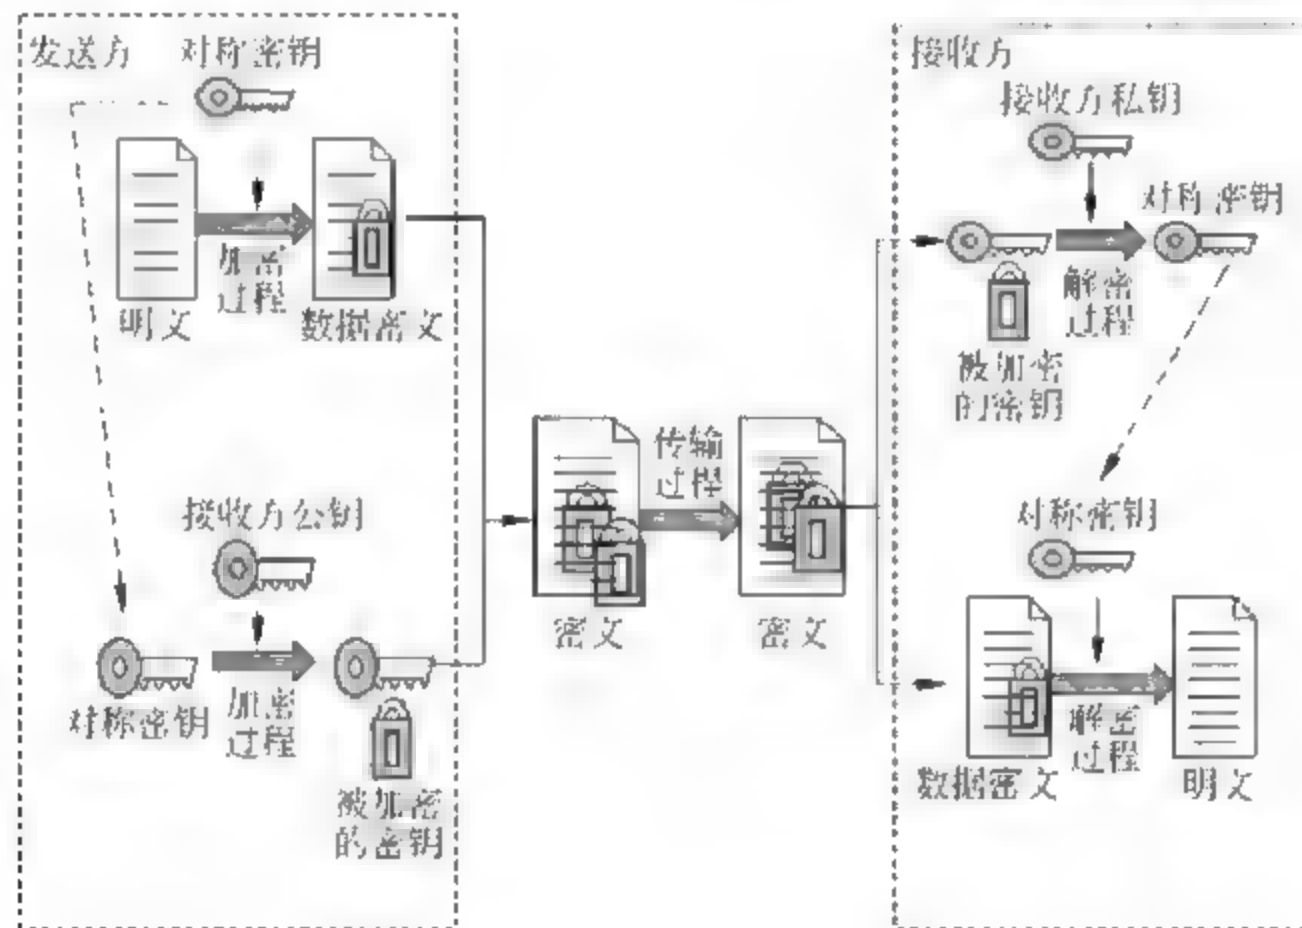 发送方
对称密钥
明文
加密
过程
数据密文
接收方公钥
对称密钥
加密
过程
被加密
的密钥
密文
传输
过程
密文
接收方
接收方私钥
对称密钥
解密
过程
被加密
的密钥
对称密钥
数据密文
解密
过程
明文